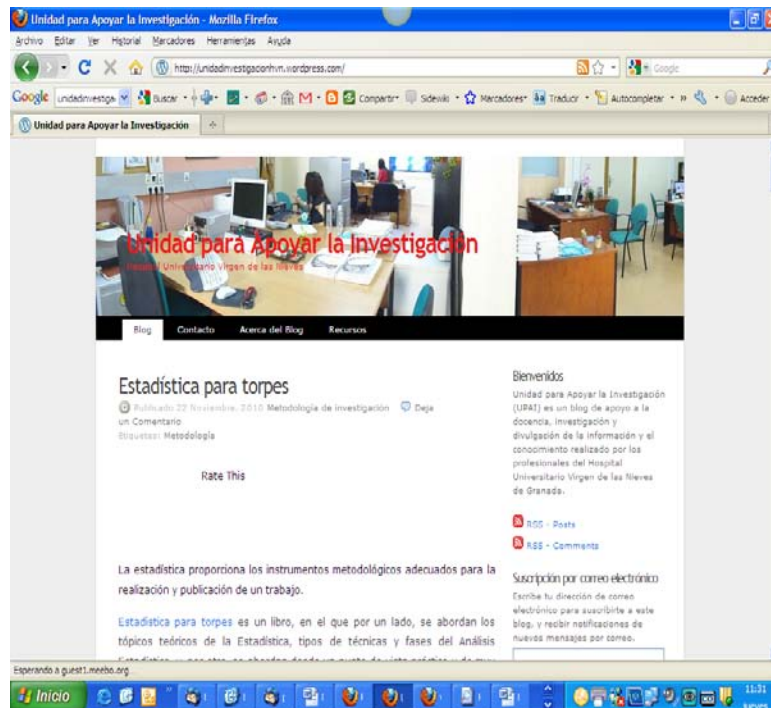 Unidad para Apoyar la Investigación - Mozilla Firefox
Archivo Editar Ver Historial Marcadores Herramientas Ayuda
http://unidadinvestigacionhvn.wordpress.com/
Google
Google Buscar Compartir Sidewiki Marcadores Traducir Autocompletar Acceder
Unidad para Apoyar la Investigación
Unidad para Apoyar la Investigación
Hospital Universitario Virgen de las Nieves
Blog Contacto Acerca del Blog Recursos
Estadística para torpes
Publicado 22 Noviembre, 2010 Metodología de investigación Deja
un Comentario
Etiquetas: Metodología
Rate This
La estadística proporciona los instrumentos metodológicos adecuados para la
realización y publicación de un trabajo.
Estadística para torpes es un libro, en el que por un lado, se abordan los
tópicos teóricos de la Estadística, tipos de técnicas y fases del Análisis
Bienvenidos
Unidad para Apoyar la Investigación
(UPAI) es un blog de apoyo a la
docencia, investigación y
divulgación de la información y el
conocimiento realizado por los
profesionales del Hospital
Universitario Virgen de las Nieves
de Granada.
RSS - Posts
RSS - Comments
Suscripción por correo electrónico
Escribe tu dirección de correo
electrónico para suscribirte a este
blog, y recibir notificaciones de
nuevos mensajes por correo.
Esperando a guest1.meebo.org
Inicio
11:31
jueves